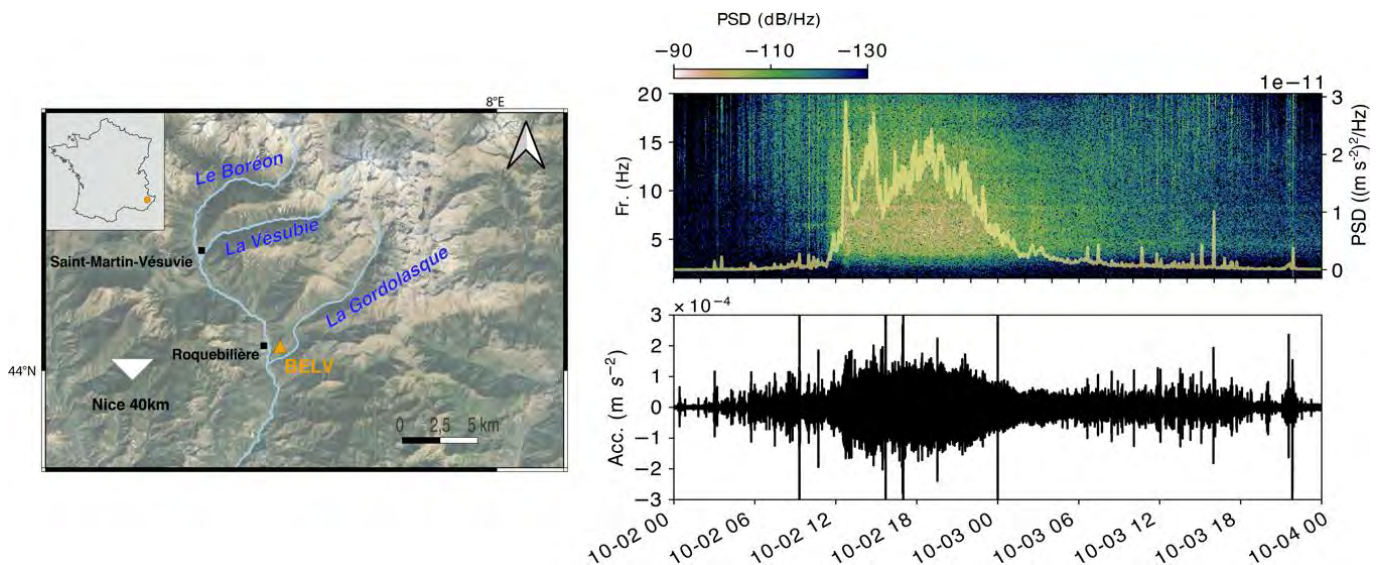 8°E
Le Boréon
La Vésubie
Saint-Martin-Vésuvie
La Gordolasque
Roquebilière
BELV
44°N
Nice 40km
0 2,5 5 km
PSD (dB/Hz)
−90 −110 −130
1e−11
20
15
10
5
Fr. (Hz)
3
2
1
0
PSD ((m s⁻²)²/Hz)
× 10⁻⁴
3
2
1
0
−1
−2
−3
Acc. (m s⁻²)
10-02 00
10-02 06
10-02 12
10-02 18
10-03 00
10-03 06
10-03 12
10-03 18
10-04 00